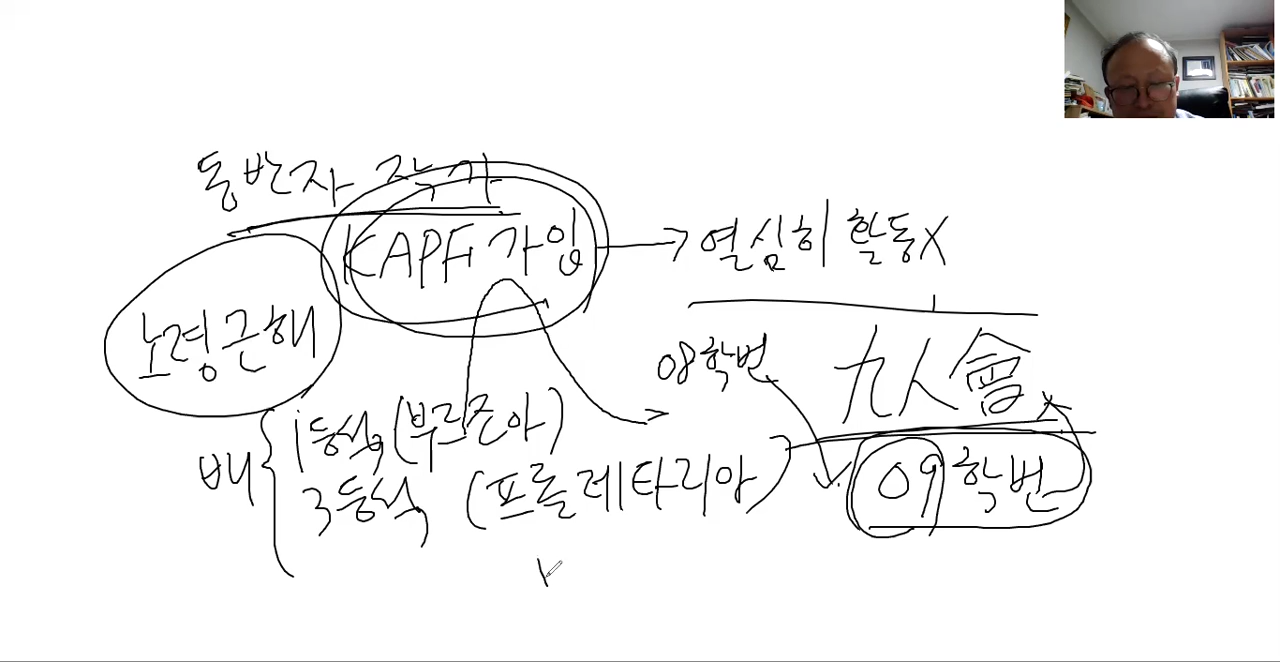 동반자 작가
KAPF 가입 → 열심히 활동X
노령근해
08학번
九人會
배 { 1등석 (부르조아)
3등석 (프롤레타리아)
09학번